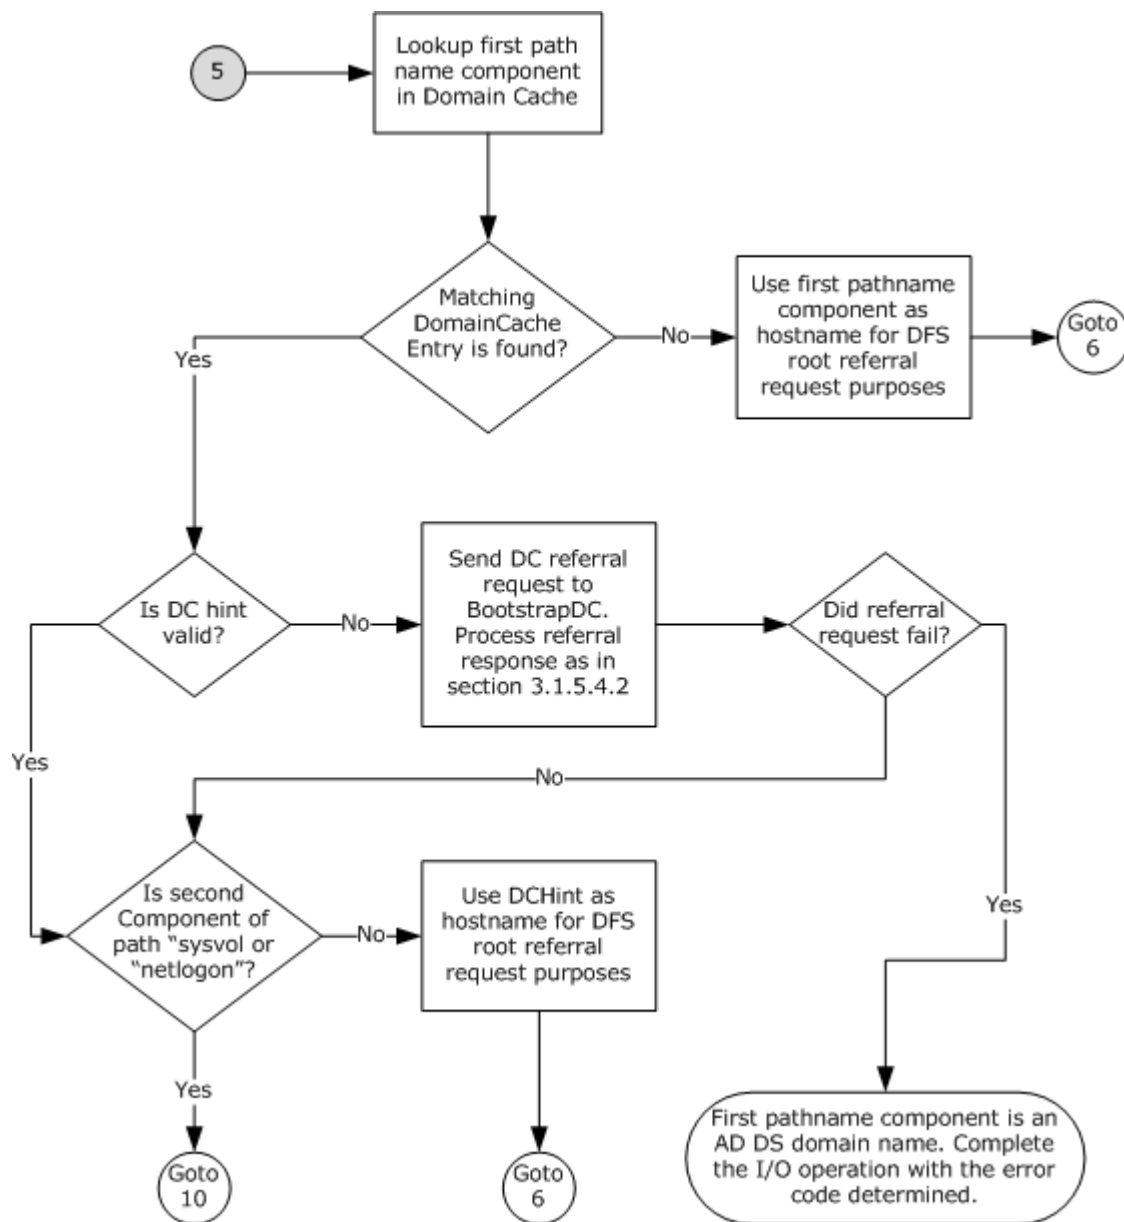 5
Lookup first path
name component
in Domain Cache
Matching
DomainCache
Entry is found?
Yes
No
Use first pathname
component as
hostname for DFS
root referral
request purposes
Goto
6
Is DC hint
valid?
No
Send DC referral
request to
BootstrapDC.
Process referral
response as in
section 3.1.5.4.2
Did referral
request fail?
Yes
No
Is second
Component of
path “sysvol or
“netlogon”?
No
Use DCHint as
hostname for DFS
root referral
request purposes
Yes
Yes
Goto
10
Goto
6
First pathname component is an
AD DS domain name. Complete
the I/O operation with the error
code determined.